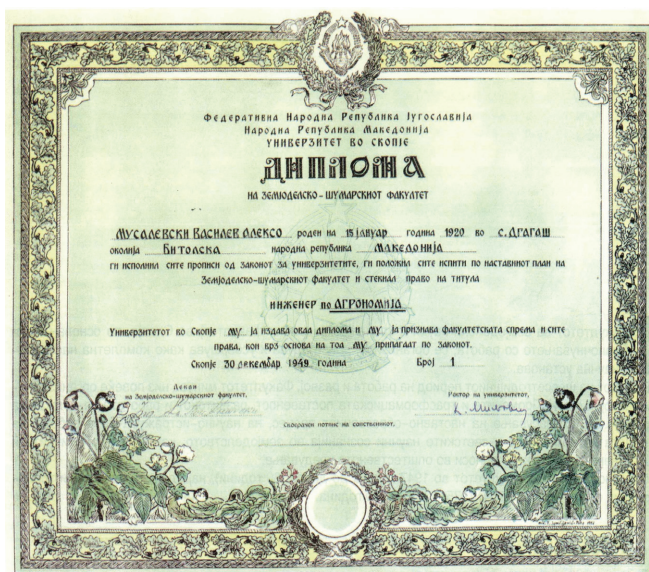 Федеративна Народна Република Југославија
Народна Република Македонија
УНИВЕРЗИТЕТ ВО СКОПЈЕ
ДИПЛОМА
НА ЗЕМЈОДЕЛСКО-ШУМАРСКИОТ ФАКУЛТЕТ
МУСАЛЕВСКИ ВАСИЛЕВ АЛЕКСО роден на 15 јануар година 1920 во с. ДГАГАШ
околија БИТОЛСКА народна република МАКЕДОНИЈА
ги исполнил сите прописи од законот за универзитетите, ги положил сите испити по наставниот план на
Земјоделско-шумарскиот факултет и стекнал право на титула
ИНЖЕНЕР по АГРОНОМИЈА
Универзитетот во Скопје му ја издава оваа диплома и му ја признава факултетската спрема и сите
права, кои врз основа на тоа му припаѓаат по законот.
Скопје 30 декембар 1949 година Број 1
Декан
на Земјоделско-шумарскиот факултет,
Ректор на универзитетот,
Своерачен потпис на сопственикот.